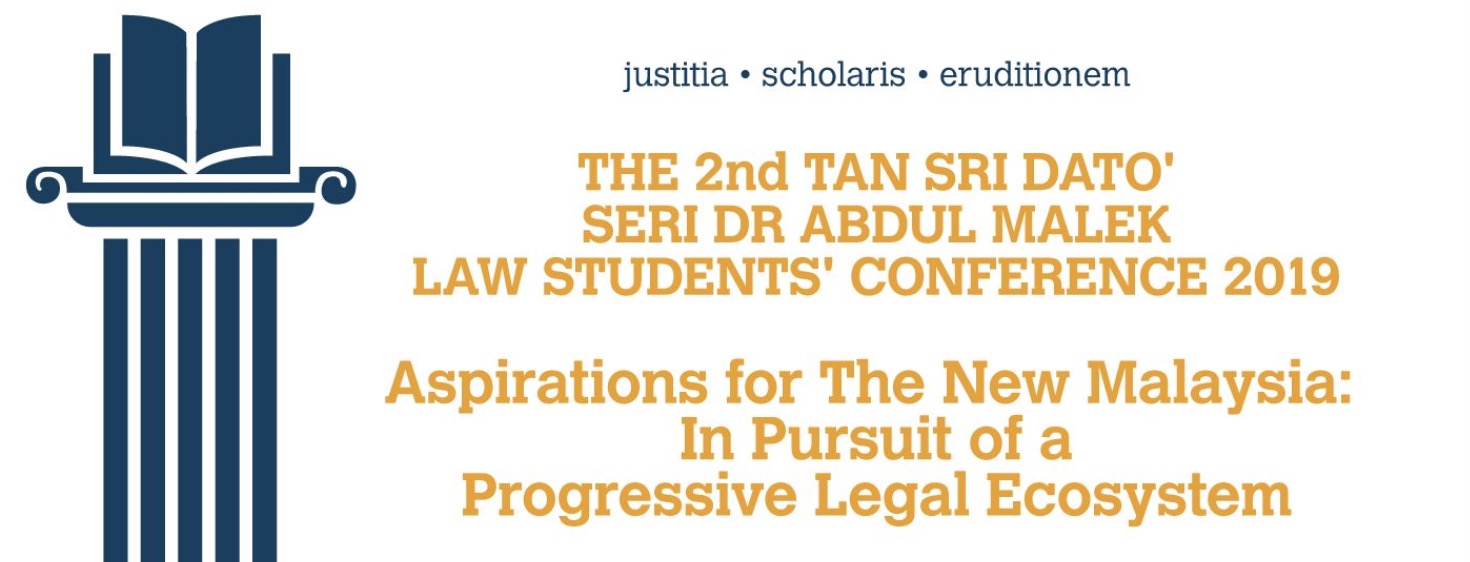 justitia • scholaris • eruditionem
THE 2nd TAN SRI DATO'
SERI DR ABDUL MALEK
LAW STUDENTS' CONFERENCE 2019
Aspirations for The New Malaysia:
In Pursuit of a
Progressive Legal Ecosystem